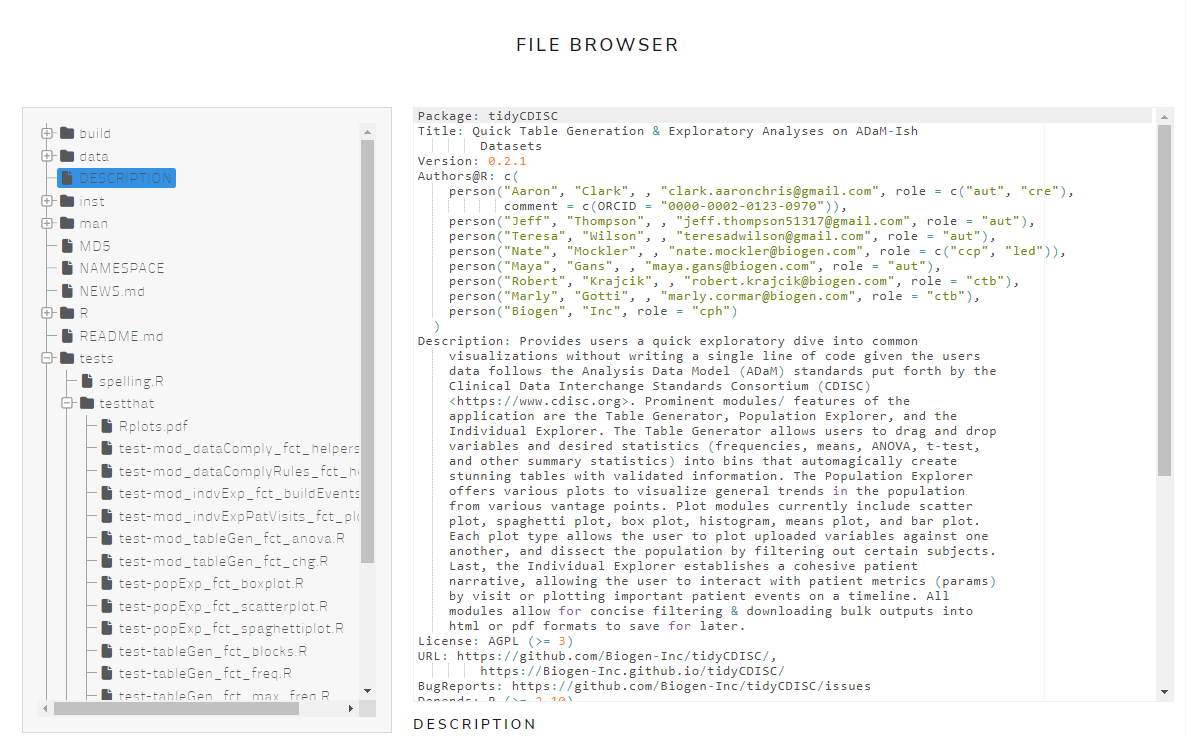 FILE BROWSER
build
data
DESCRIPTION
inst
man
MD5
NAMESPACE
NEWS.md
R
README.md
tests
spelling.R
testthat
Rplots.pdf
test-mod_dataComply_fct_helpers
test-mod_dataComplyRules_fct_he
test-mod_indvExp_fct_buildEvents
test-mod_indvExpPatVisits_fct_plo
test-mod_tableGen_fct_anova.R
test-mod_tableGen_fct_chg.R
test-popExp_fct_boxplot.R
test-popExp_fct_scatterplot.R
test-popExp_fct_spaghettiplot.R
test-tableGen_fct_blocks.R
test-tableGen_fct_freq.R
test-tableGen_fct_max_freq.R
Package: tidyCDISC
Title: Quick Table Generation & Exploratory Analyses on ADaM-Ish
Datasets
Version: 0.2.1
Authors@R: c(
person("Aaron", "Clark", , "clark.aaronchris@gmail.com", role = c("aut", "cre"),
comment = c(ORCID = "0000-0002-0123-0970")),
person("Jeff", "Thompson", , "jeff.thompson51317@gmail.com", role = "aut"),
person("Teresa", "Wilson", , "teresadwilson@gmail.com", role = "aut"),
person("Nate", "Mockler", , "nate.mockler@biogen.com", role = c("ccp", "led")),
person("Maya", "Gans", , "maya.gans@biogen.com", role = "aut"),
person("Robert", "Krajcik", , "robert.krajcik@biogen.com", role = "ctb"),
person("Marly", "Gotti", , "marly.cormar@biogen.com", role = "ctb"),
person("Biogen", "Inc", role = "cph")
)
Description: Provides users a quick exploratory dive into common
visualizations without writing a single line of code given the users
data follows the Analysis Data Model (ADaM) standards put forth by the
Clinical Data Interchange Standards Consortium (CDISC)
<https://www.cdisc.org>. Prominent modules/ features of the
application are the Table Generator, Population Explorer, and the
Individual Explorer. The Table Generator allows users to drag and drop
variables and desired statistics (frequencies, means, ANOVA, t-test,
and other summary statistics) into bins that automagically create
stunning tables with validated information. The Population Explorer
offers various plots to visualize general trends in the population
from various vantage points. Plot modules currently include scatter
plot, spaghetti plot, box plot, histogram, means plot, and bar plot.
Each plot type allows the user to plot uploaded variables against one
another, and dissect the population by filtering out certain subjects.
Last, the Individual Explorer establishes a cohesive patient
narrative, allowing the user to interact with patient metrics (params)
by visit or plotting important patient events on a timeline. All
modules allow for concise filtering & downloading bulk outputs into
html or pdf formats to save for later.
License: AGPL (>= 3)
URL: https://github.com/Biogen-Inc/tidyCDISC/,
https://Biogen-Inc.github.io/tidyCDISC/
BugReports: https://github.com/Biogen-Inc/tidyCDISC/issues
Depends: R (>= 2.10)
DESCRIPTION